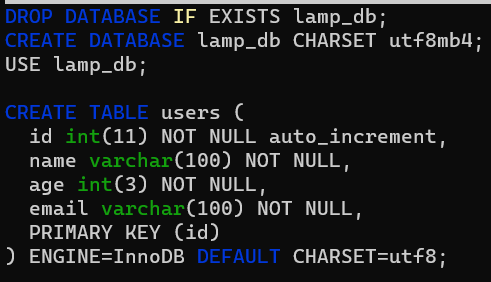 DROP DATABASE IF EXISTS lamp_db;
CREATE DATABASE lamp_db CHARSET utf8mb4;
USE lamp_db;
CREATE TABLE users (
id int(11) NOT NULL auto_increment,
name varchar(100) NOT NULL,
age int(3) NOT NULL,
email varchar(100) NOT NULL,
PRIMARY KEY (id)
) ENGINE=InnoDB DEFAULT CHARSET=utf8;